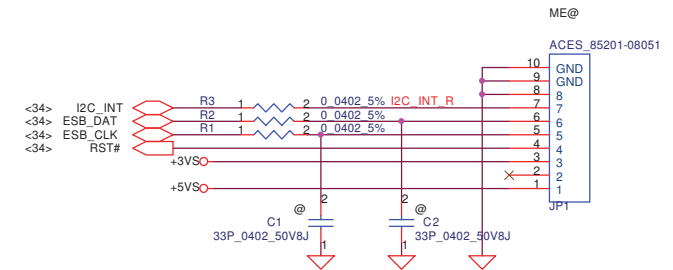 ME@
ACES_85201-08051
10 GND
9 GND
8 8
<34> I2C_INT R3 1 2 0_0402_5% I2C_INT_R 7 7
<34> ESB_DAT R2 1 2 0_0402_5% 6 6
<34> ESB_CLK R1 1 2 0_0402_5% 5 5
<34> RST# 4 4
+3VS 3 3
2 2
+5VS 1 1
JP1
2 2
@ @
C1 C2
33P_0402_50V8J 33P_0402_50V8J
1 1